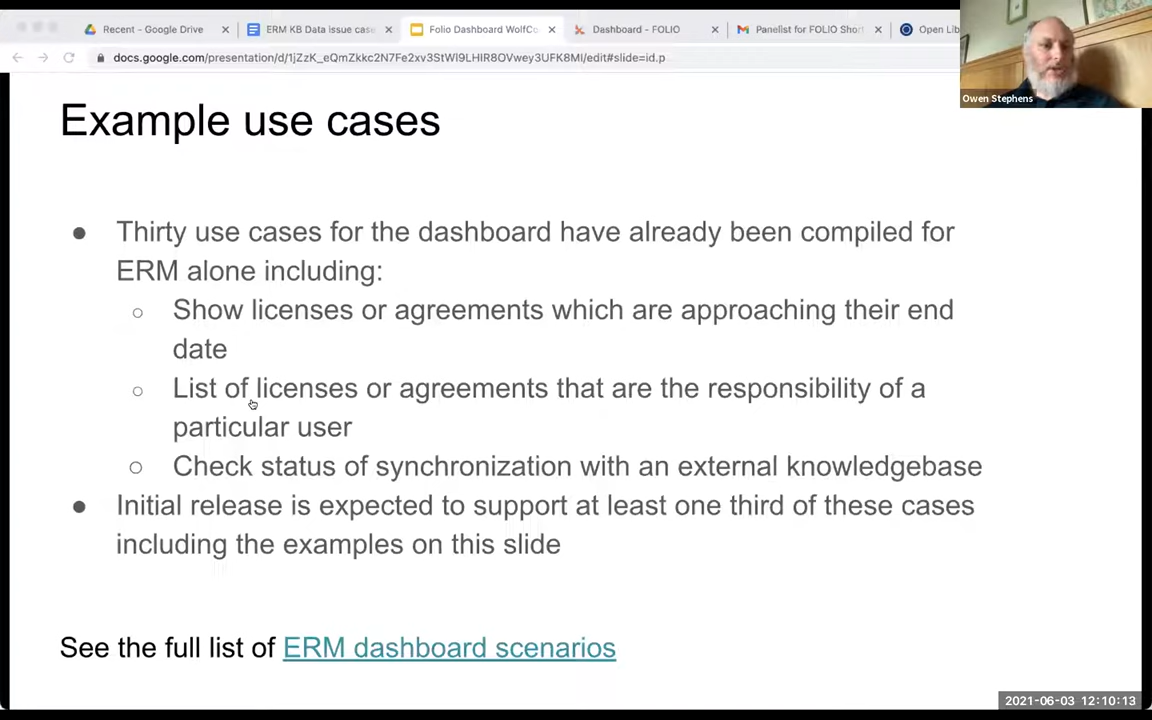 Recent - Google Drive
ERM KB Data issue case
Folio Dashboard WolfCo
Dashboard - FOLIO
Panelist for FOLIO Short
Open Lib
docs.google.com/presentation/d/1jZzK_eQmZkkc2N7Fe2xv3StWl9LHIR8OVwey3UFK8MI/edit#slide=id.p
Owen Stephens
Example use cases
● Thirty use cases for the dashboard have already been compiled for
ERM alone including:
○ Show licenses or agreements which are approaching their end
date
○ List of licenses or agreements that are the responsibility of a
particular user
○ Check status of synchronization with an external knowledgebase
● Initial release is expected to support at least one third of these cases
including the examples on this slide
See the full list of ERM dashboard scenarios
2021-06-03 12:10:13